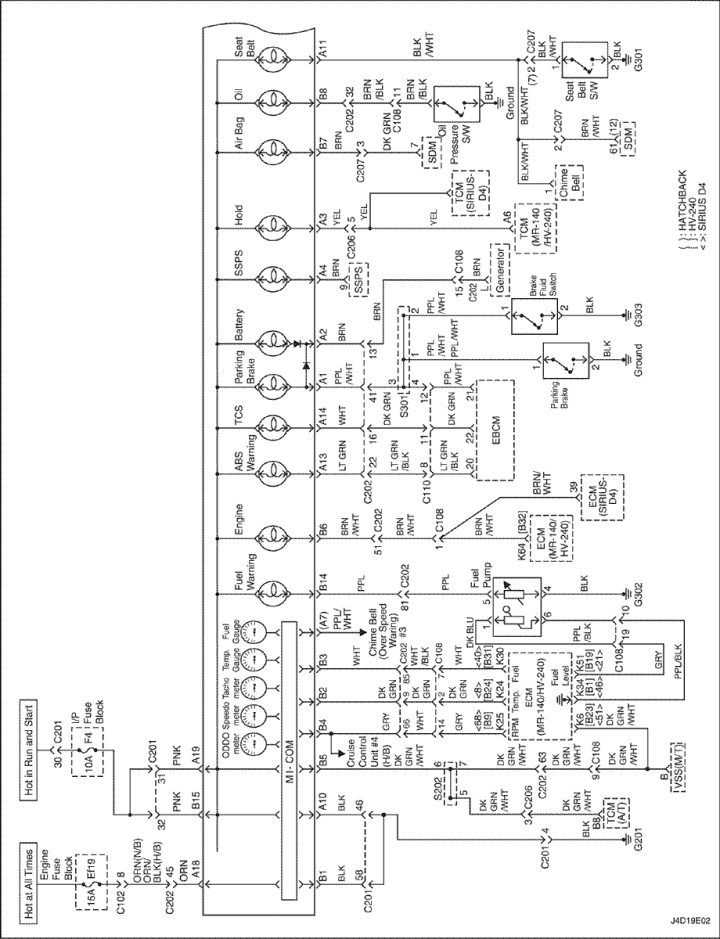 Hot at All Times
Engine
Fuse
Block
15A
Ef19
C102
8
ORN(N/B)
ORN/
BLK(H/B)
C202
45
ORN
A18
Hot in Run and Start
30
C201
I/P
F4
Fuse
Block
10A
C201
31
32
PNK
PNK
A19
B15
MI-COM
ODDO
meter
Speedo
meter
Tacho
meter
Temp.
Gauge
Fuel
Gauge
Fuel
Warning
Engine
ABS
Warning
TCS
Parking
Brake
Battery
SSPS
Hold
Air Bag
Oil
Seat
Belt
B1
A10
B5
B4
B2
B3
(A7)
B14
B6
A13
A14
A1
A2
A4
A3
B7
B8
A11
BLK
BLK
58
46
C201
C201
4
BLK
G201
DK
GRN
/WHT
S202
6
7
5
DK
GRN
/WHT
C206
3
DK
GRN
/WHT
B8
TCM
(A/T)
DK
GRN
/WHT
63
C202
DK
GRN
/WHT
9
C108
B
VSS(M/T)
Cruise
Control
Unit #4
(H/B)
GRY
66
GRY
14
<88>
[B9]
K25
DK
GRN
9
DK
GRN
2
<8>
[B24]
K24
WHT
85
C202
WHT
/BLK
7
C108
WHT
<40>
[B31]
K30
RPM
Temp.
Fuel
ECM
(MR-140/HV-240)
Fuel
Level
K6
[B23]
<51>
DK
GRN
/WHT
K34
[B1]
<46>
K51
[B19]
<21>
GRY
PPL/BLK
PPL/
WHT
Chime Bell
(Over Speed
Waring) #3
PPL
81
C202
PPL
Fuel
Pump
5
4
1
6
DK BLU
PPL
/BLK
C108
19
10
BLK
G302
BRN
/WHT
51
C202
BRN
/WHT
1
C108
K64
[B32]
ECM
(MR-140/
HV-240)
BRN/
WHT
39
ECM
(SIRIUS-
D4)
LT GRN
C202
22
LT GRN
/BLK
C110
8
LT GRN
/BLK
20
WHT
16
DK GRN
11
DK GRN
22
PPL
/WHT
41
DK GRN
3
S301
4
12
PPL
/WHT
21
EBCM
1
PPL
/WHT
PPL/WHT
2
PPL
/WHT
Parking
Brake
1
2
BLK
Ground
Brake
Fluid
Switch
1
2
BLK
G303
BRN
13
BRN
C202
15
C108
BRN
L
Generator
BRN
9
SSPS
YEL
C206
5
YEL
YEL
TCM
(SIRIUS-
D4)
A6
TCM
(MR-140
/HV-240)
BRN
C207
3
DK GRN
7
SDM
BRN
/BLK
C202
32
BRN
/BLK
C108
11
Oil
Pressure
S/W
BLK
Ground
BLK
/WHT
BLK/WHT
BLK/WHT
(7) 2
C207
BLK
/WHT
1
Seat
Belt
S/W
2
BLK
G301
2
C207
BRN
/WHT
61
(12)
SDM
1
Chime
Bell
{ }: HATCHBACK
[ ]: HV-240
< >: SIRIUS D4
J4D19E02